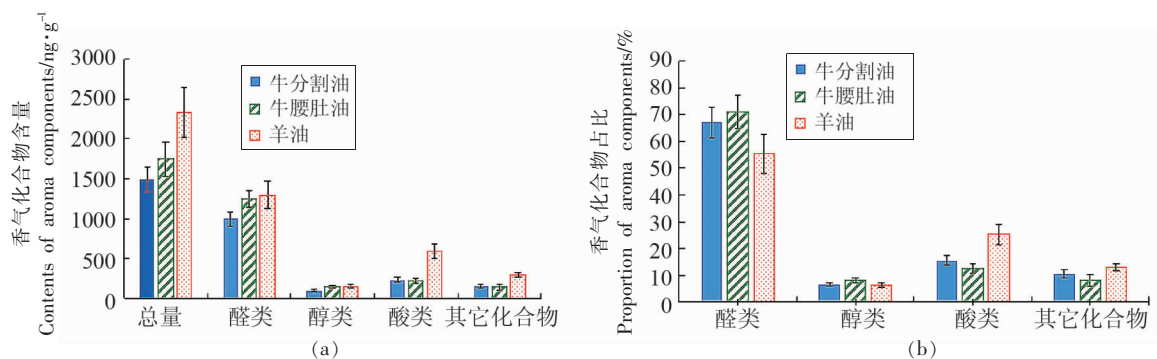 香气化合物含量
Contents of aroma components/ng·g⁻¹
3000
2500
2000
1500
1000
500
0
牛分割油
牛腰肚油
羊油
总量 醛类 醇类 酸类 其它化合物
(a)
香气化合物占比
Proportion of aroma components/%
90
80
70
60
50
40
30
20
10
0
牛分割油
牛腰肚油
羊油
醛类 醇类 酸类 其它化合物
(b)